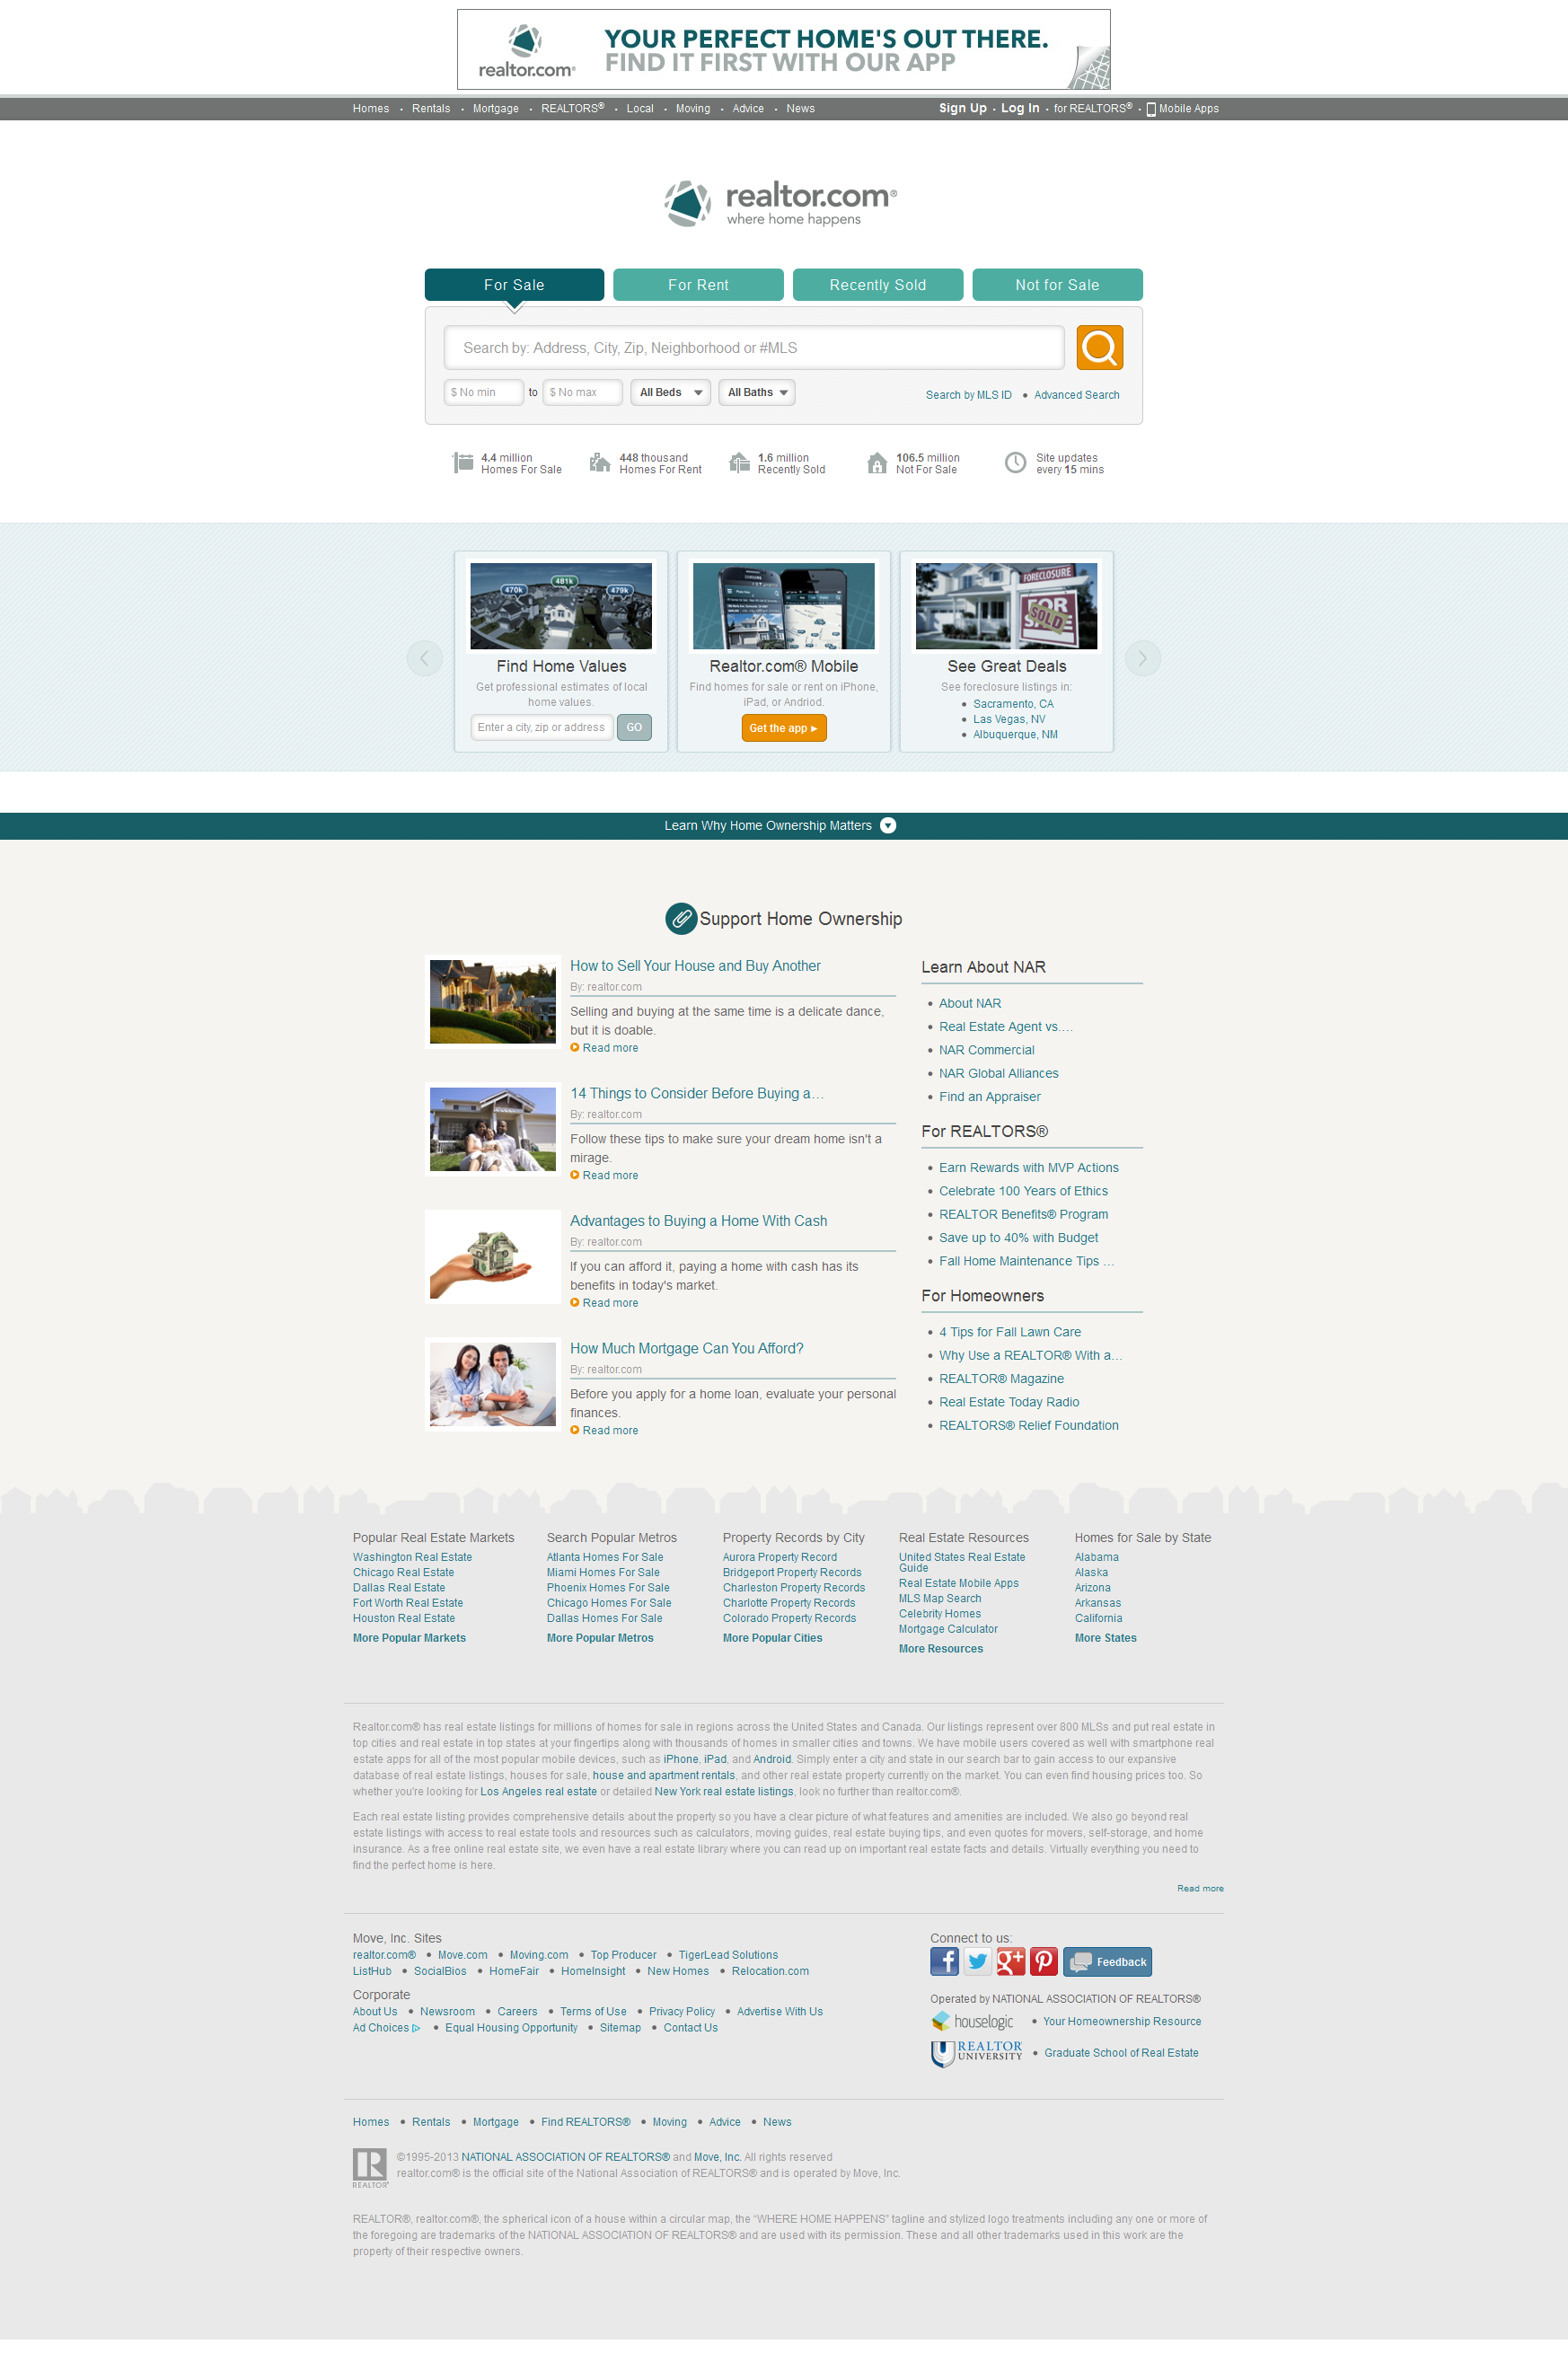 realtor.com®
YOUR PERFECT HOME'S OUT THERE.
FIND IT FIRST WITH OUR APP
Homes • Rentals • Mortgage • REALTORS® • Local • Moving • Advice • News
Sign Up • Log In • for REALTORS® • Mobile Apps
realtor.com®
where home happens
For Sale
For Rent
Recently Sold
Not for Sale
Search by: Address, City, Zip, Neighborhood or #MLS
$ No min to $ No max All Beds All Baths
Search by MLS ID • Advanced Search
4.4 million
Homes For Sale
448 thousand
Homes For Rent
1.6 million
Recently Sold
106.5 million
Not For Sale
Site updates
every 15 mins
470k
481k
479k
Find Home Values
Get professional estimates of local
home values.
Enter a city, zip or address GO
SAMSUNG
Realtor.com® Mobile
Find homes for sale or rent on iPhone,
iPad, or Andriod.
Get the app ▸
FORECLOSURE
FOR
SALE
SOLD
See Great Deals
See foreclosure listings in:
• Sacramento, CA
• Las Vegas, NV
• Albuquerque, NM
Learn Why Home Ownership Matters
Support Home Ownership
How to Sell Your House and Buy Another
By: realtor.com
Selling and buying at the same time is a delicate dance,
but it is doable.
Read more
14 Things to Consider Before Buying a…
By: realtor.com
Follow these tips to make sure your dream home isn't a
mirage.
Read more
Advantages to Buying a Home With Cash
By: realtor.com
If you can afford it, paying a home with cash has its
benefits in today's market.
Read more
How Much Mortgage Can You Afford?
By: realtor.com
Before you apply for a home loan, evaluate your personal
finances.
Read more
Learn About NAR
• About NAR
• Real Estate Agent vs.…
• NAR Commercial
• NAR Global Alliances
• Find an Appraiser
For REALTORS®
• Earn Rewards with MVP Actions
• Celebrate 100 Years of Ethics
• REALTOR Benefits® Program
• Save up to 40% with Budget
• Fall Home Maintenance Tips …
For Homeowners
• 4 Tips for Fall Lawn Care
• Why Use a REALTOR® With a…
• REALTOR® Magazine
• Real Estate Today Radio
• REALTORS® Relief Foundation
Popular Real Estate Markets
Washington Real Estate
Chicago Real Estate
Dallas Real Estate
Fort Worth Real Estate
Houston Real Estate
More Popular Markets
Search Popular Metros
Atlanta Homes For Sale
Miami Homes For Sale
Phoenix Homes For Sale
Chicago Homes For Sale
Dallas Homes For Sale
More Popular Metros
Property Records by City
Aurora Property Record
Bridgeport Property Records
Charleston Property Records
Charlotte Property Records
Colorado Property Records
More Popular Cities
Real Estate Resources
United States Real Estate
Guide
Real Estate Mobile Apps
MLS Map Search
Celebrity Homes
Mortgage Calculator
More Resources
Homes for Sale by State
Alabama
Alaska
Arizona
Arkansas
California
More States
Realtor.com® has real estate listings for millions of homes for sale in regions across the United States and Canada. Our listings represent over 800 MLSs and put real estate in
top cities and real estate in top states at your fingertips along with thousands of homes in smaller cities and towns. We have mobile users covered as well with smartphone real
estate apps for all of the most popular mobile devices, such as iPhone, iPad, and Android. Simply enter a city and state in our search bar to gain access to our expansive
database of real estate listings, houses for sale, house and apartment rentals, and other real estate property currently on the market. You can even find housing prices too. So
whether you're looking for Los Angeles real estate or detailed New York real estate listings, look no further than realtor.com®.
Each real estate listing provides comprehensive details about the property so you have a clear picture of what features and amenities are included. We also go beyond real
estate listings with access to real estate tools and resources such as calculators, moving guides, real estate buying tips, and even quotes for movers, self-storage, and home
insurance. As a free online real estate site, we even have a real estate library where you can read up on important real estate facts and details. Virtually everything you need to
find the perfect home is here.
Read more
Move, Inc. Sites
realtor.com® • Move.com • Moving.com • Top Producer • TigerLead Solutions
ListHub • SocialBios • HomeFair • HomeInsight • New Homes • Relocation.com
Corporate
About Us • Newsroom • Careers • Terms of Use • Privacy Policy • Advertise With Us
Ad Choices • Equal Housing Opportunity • Sitemap • Contact Us
Connect to us:
Feedback
Operated by NATIONAL ASSOCIATION OF REALTORS®
houselogic • Your Homeownership Resource
REALTOR
UNIVERSITY • Graduate School of Real Estate
Homes • Rentals • Mortgage • Find REALTORS® • Moving • Advice • News
REALTOR®
©1995-2013 NATIONAL ASSOCIATION OF REALTORS® and Move, Inc. All rights reserved
realtor.com® is the official site of the National Association of REALTORS® and is operated by Move, Inc.
REALTOR®, realtor.com®, the spherical icon of a house within a circular map, the “WHERE HOME HAPPENS” tagline and stylized logo treatments including any one or more of
the foregoing are trademarks of the NATIONAL ASSOCIATION OF REALTORS® and are used with its permission. These and all other trademarks used in this work are the
property of their respective owners.